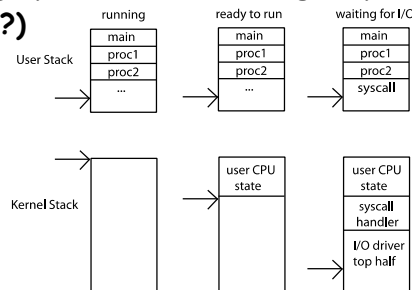 ?)
running ready to run waiting for I/O
User Stack
main main main
proc1 proc1 proc1
proc2 proc2 proc2
... ... syscall
Kernel Stack
user CPU
state
user CPU
state
syscall
handler
I/O driver
top half